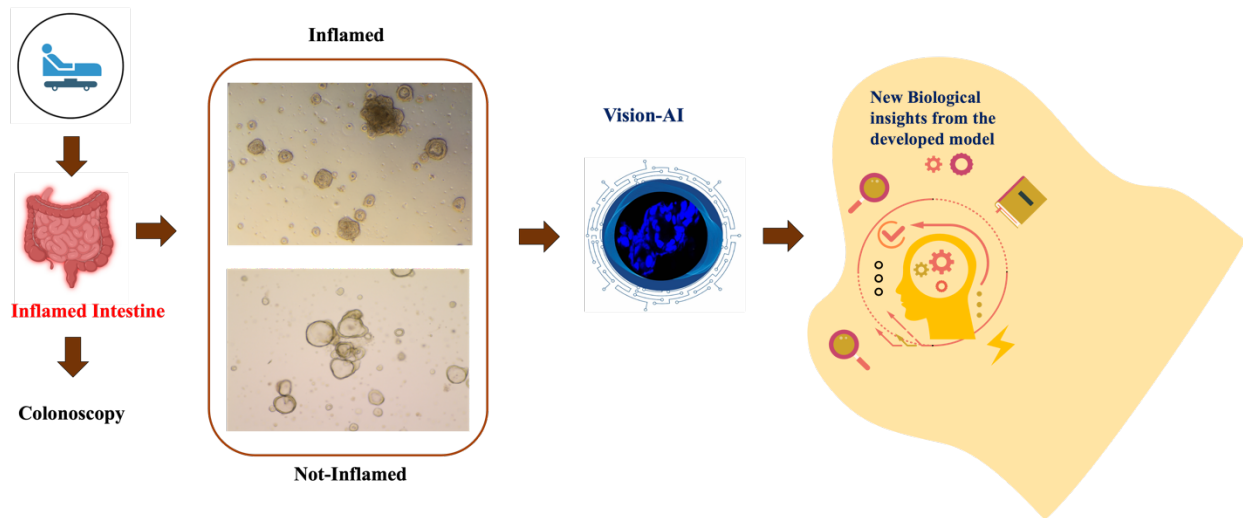 Inflamed
Vision-AI
New Biological
insights from the
developed model
Inflamed Intestine
Colonoscopy
Not-Inflamed